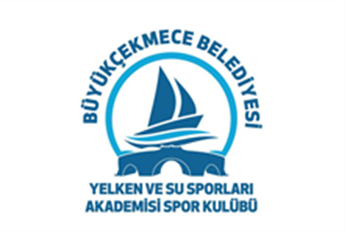 BÜYÜKÇEKMECE BELEDİYESİ
YELKEN VE SU SPORLARI
AKADEMİSİ SPOR KULÜBÜ